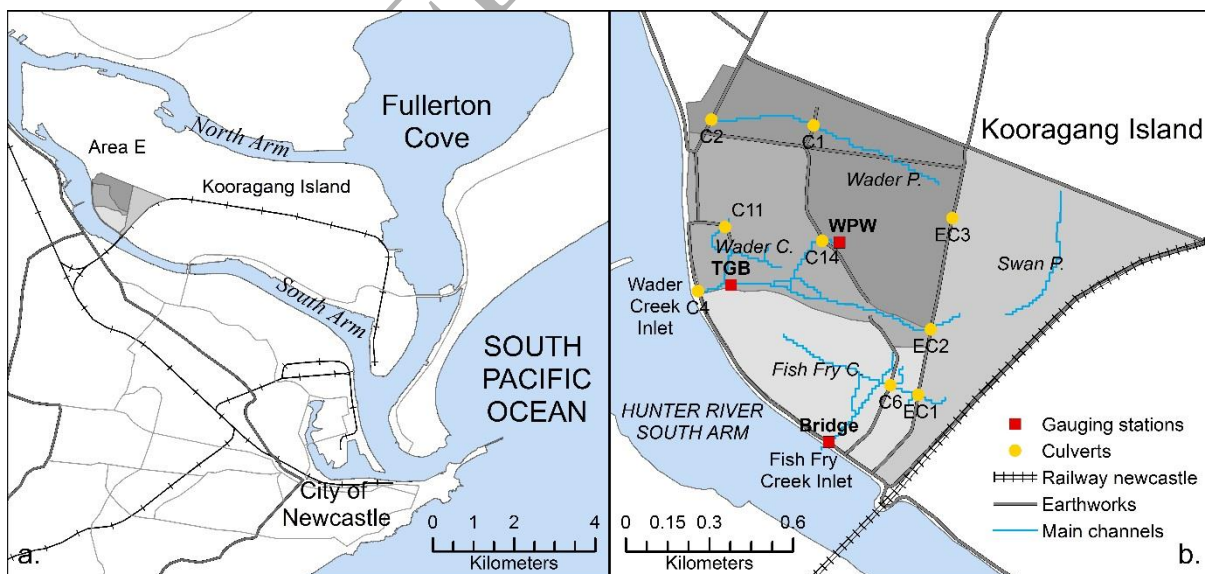 Fullerton
Cove
North Arm
Area E
Kooragang Island
South Arm
SOUTH
PACIFIC
OCEAN
City of
Newcastle
0 1 2 4
Kilometers
a.
Kooragang Island
C2
C1
Wader P.
C11
WPW
EC3
Wader C.
C14
Swan P.
TGB
Wader
Creek
Inlet
C4
EC2
Fish Fry C.
C6
EC1
HUNTER RIVER
SOUTH ARM
Bridge
Fish Fry
Creek Inlet
Gauging stations
Culverts
Railway newcastle
Earthworks
Main channels
0 0.15 0.3 0.6
Kilometers
b.